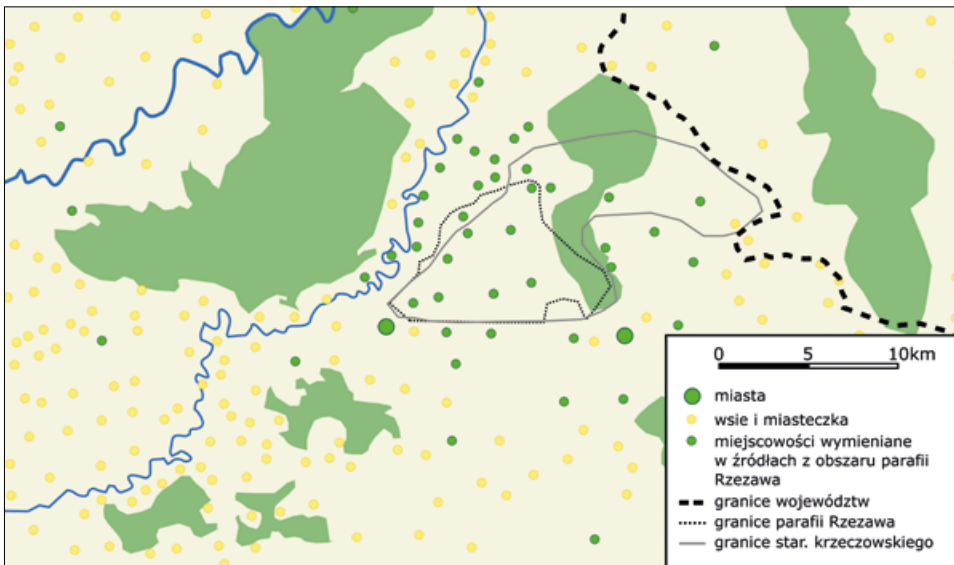 0 5 10km
miasta
wsie i miasteczka
miejscowości wymieniane
w źródłach z obszaru parafii
Rzezawa
granice województw
granice parafii Rzezawa
granice star. krzeczowskiego